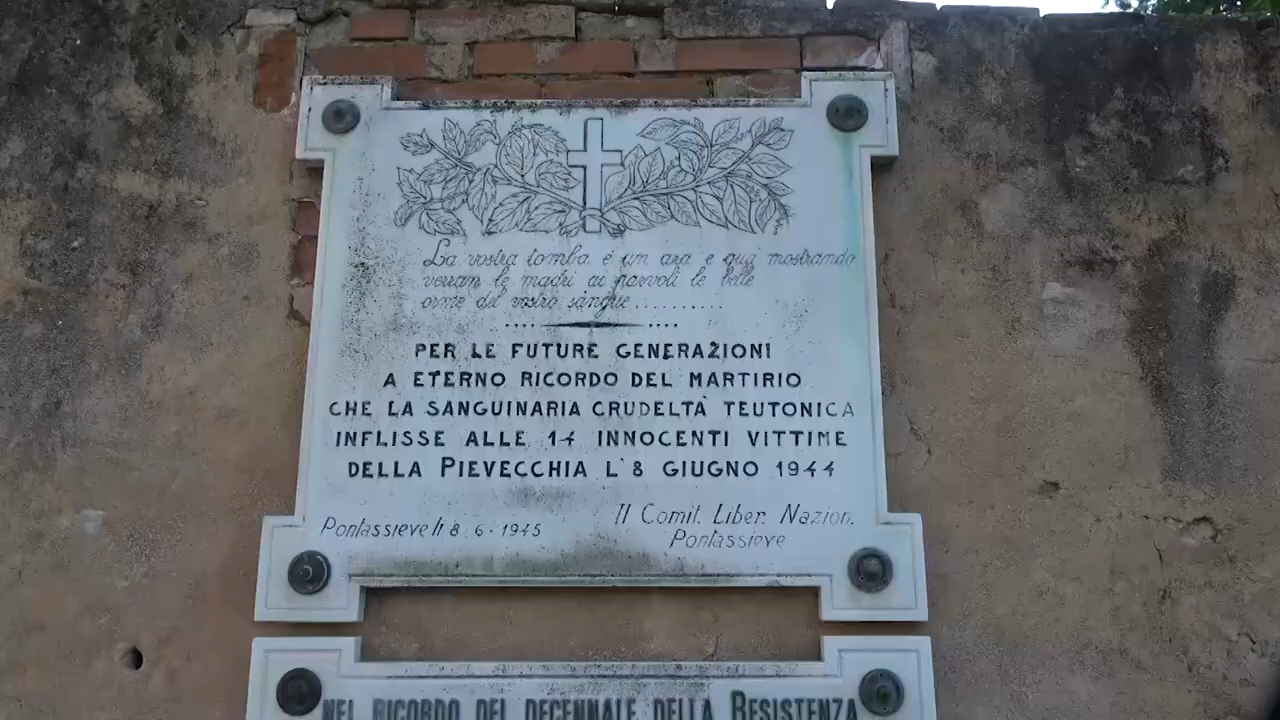 La vostra tomba è un ara e quà mostrando
verran le madri ai parvoli le belle
orme del vostro sangue............
PER LE FUTURE GENERAZIONI
A ETERNO RICORDO DEL MARTIRIO
CHE LA SANGUINARIA CRUDELTÀ TEUTONICA
INFLISSE ALLE 14 INNOCENTI VITTIME
DELLA PIEVECCHIA L'8 GIUGNO 1944
Pontassieve lì 8.6.1945
Il Comit. Liber. Nazion.
Pontassieve
NEL RICORDO DEL DECENNALE DELLA RESISTENZA